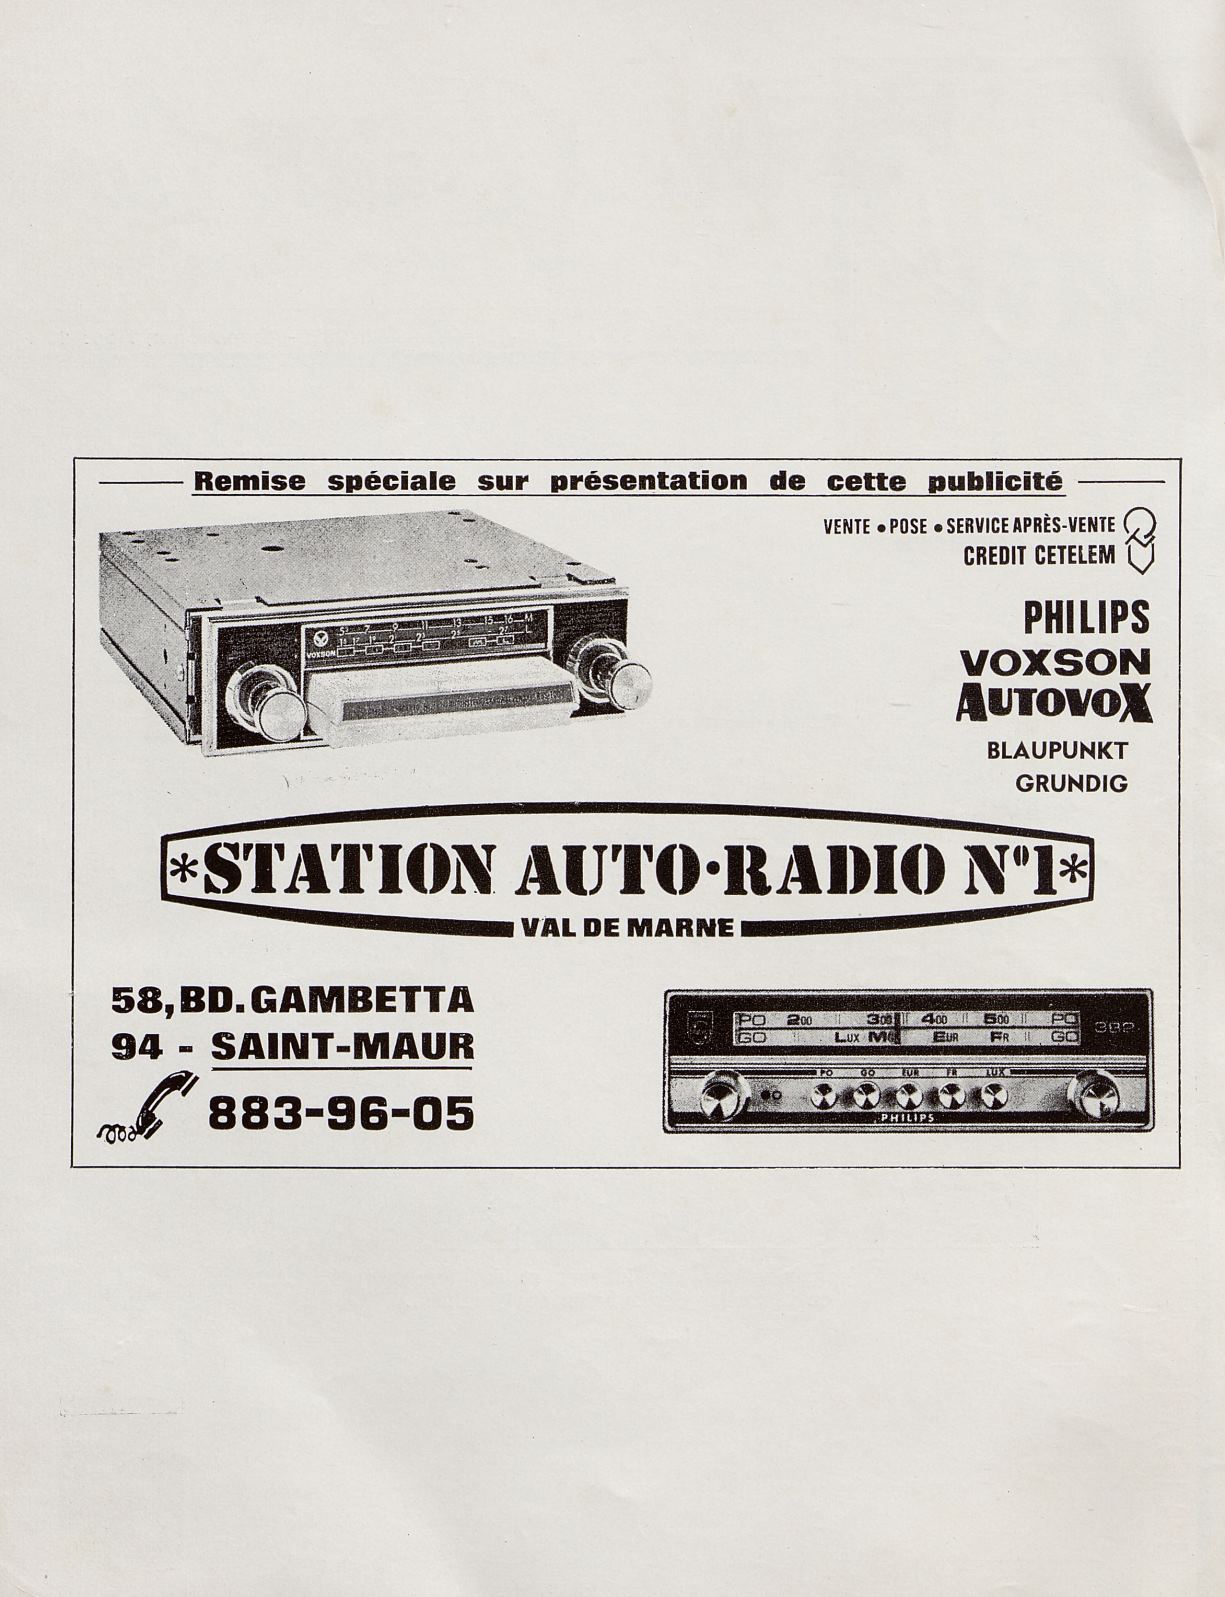 Remise spéciale sur présentation de cette publicité
VENTE • POSE • SERVICE APRÈS-VENTE
CREDIT CETELEM
PHILIPS
VOXSON
AUTOVOX
BLAUPUNKT
GRUNDIG
VOXSON
*STATION AUTO•RADIO N°1*
VAL DE MARNE
58, BD. GAMBETTA
94 - SAINT-MAUR
883-96-05
PO 200 300 400 500 PO
GO LUX EUR FR GO
PO GO EUR FR LUX
PHILIPS